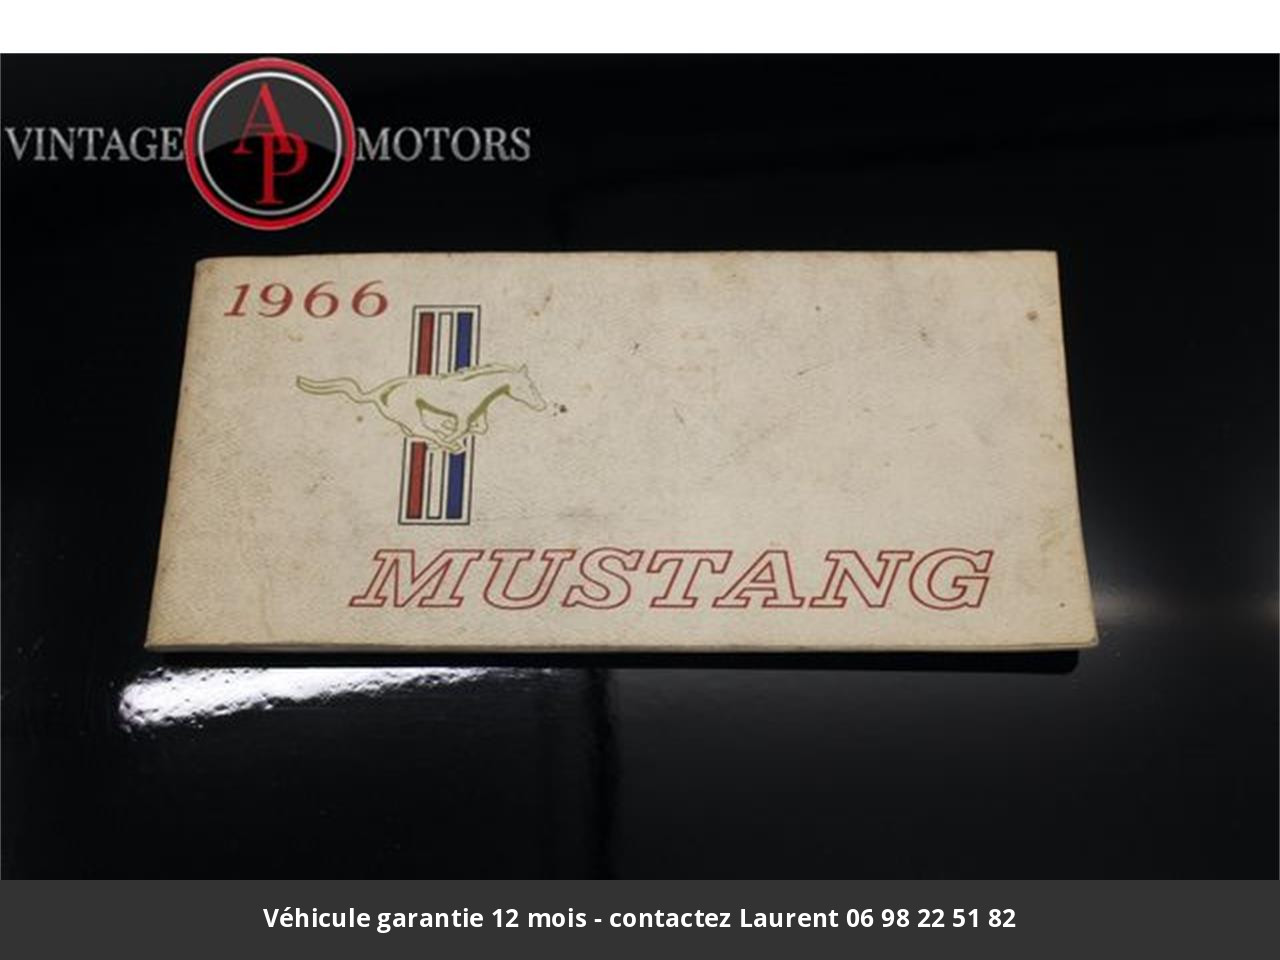 VINTAGE AP MOTORS
1966
MUSTANG
Véhicule garantie 12 mois - contactez Laurent 06 98 22 51 82